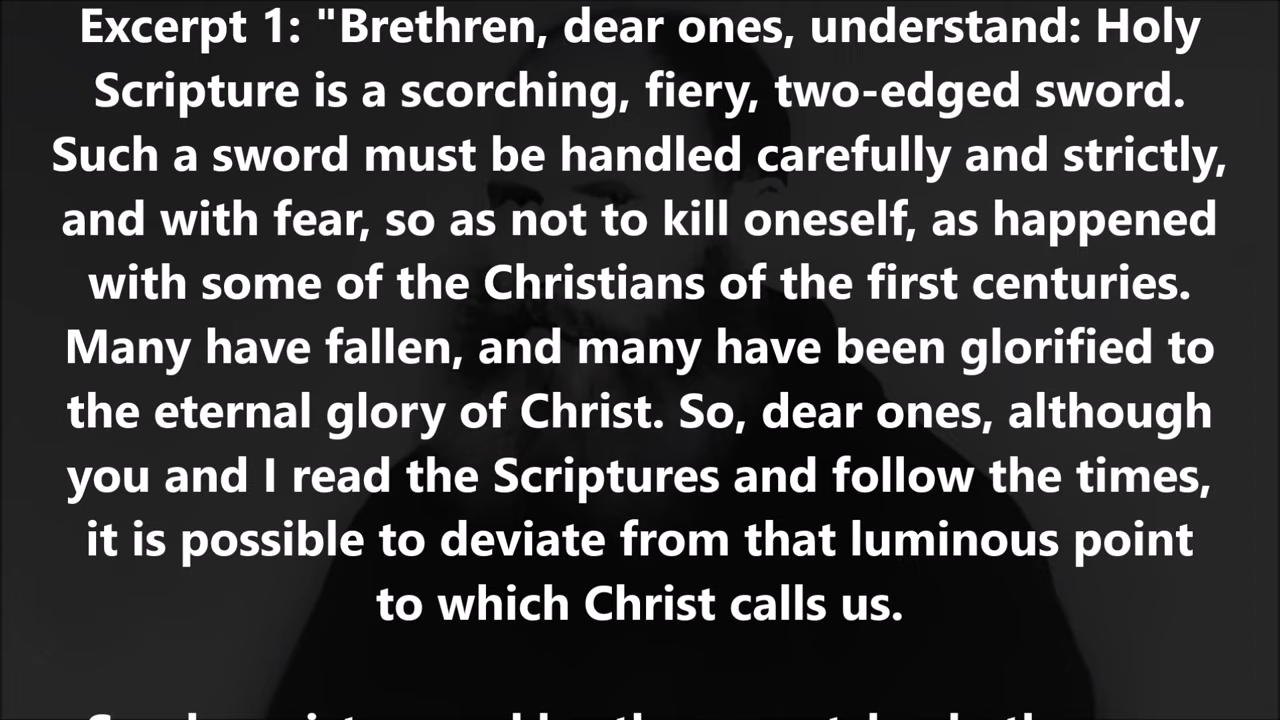 Excerpt 1: "Brethren, dear ones, understand: Holy
Scripture is a scorching, fiery, two-edged sword.
Such a sword must be handled carefully and strictly,
and with fear, so as not to kill oneself, as happened
with some of the Christians of the first centuries.
Many have fallen, and many have been glorified to
the eternal glory of Christ. So, dear ones, although
you and I read the Scriptures and follow the times,
it is possible to deviate from that luminous point
to which Christ calls us.